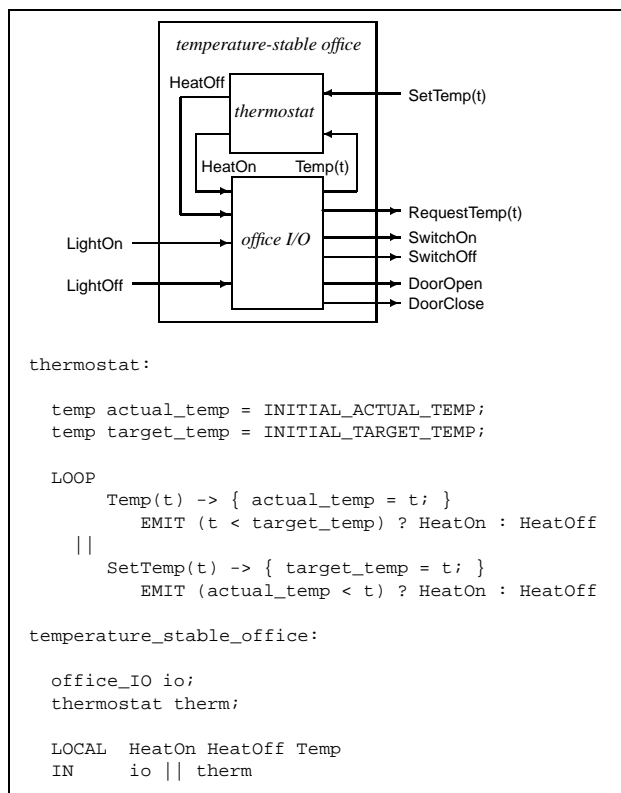 temperature-stable office
HeatOff
SetTemp(t)
thermostat
HeatOn
Temp(t)
RequestTemp(t)
LightOn
office I/O
SwitchOn
SwitchOff
LightOff
DoorOpen
DoorClose
thermostat:
temp actual_temp = INITIAL_ACTUAL_TEMP;
temp target_temp = INITIAL_TARGET_TEMP;
LOOP
Temp(t) -> { actual_temp = t; }
EMIT (t < target_temp) ? HeatOn : HeatOff
||
SetTemp(t) -> { target_temp = t; }
EMIT (actual_temp < t) ? HeatOn : HeatOff
temperature_stable_office:
office_IO io;
thermostat therm;
LOCAL  HeatOn HeatOff Temp
IN     io || therm